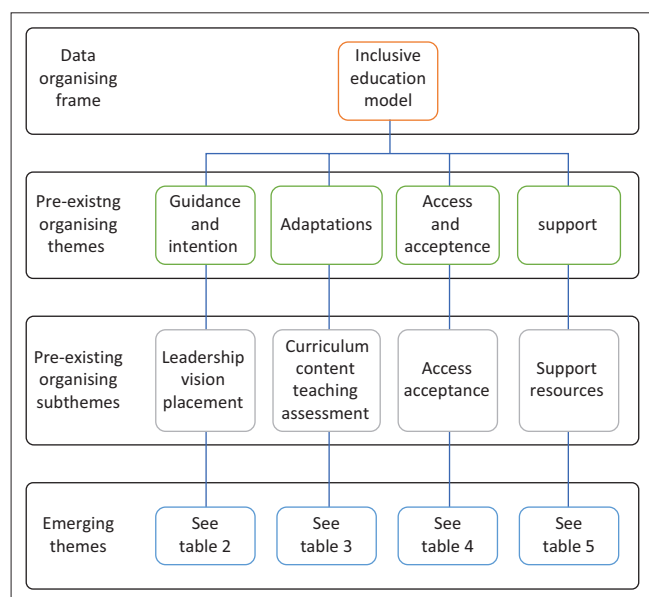 Data
organising
frame
Inclusive
education
model
Pre-existng
organising
themes
Guidance
and
intention
Adaptations
Access
and
acceptence
support
Pre-existing
organising
subthemes
Leadership
vision
placement
Curriculum
content
teaching
assessment
Access
acceptance
Support
resources
Emerging
themes
See
table 2
See
table 3
See
table 4
See
table 5